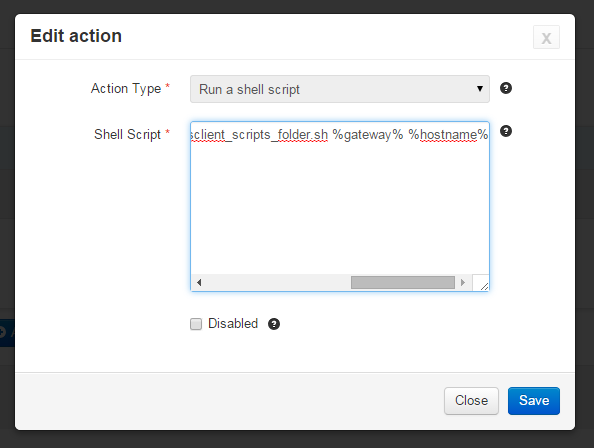 Edit action
x
Action Type *
Run a shell script
Shell Script *
sclient_scripts_folder.sh %gateway% %hostname%
Disabled
Close
Save